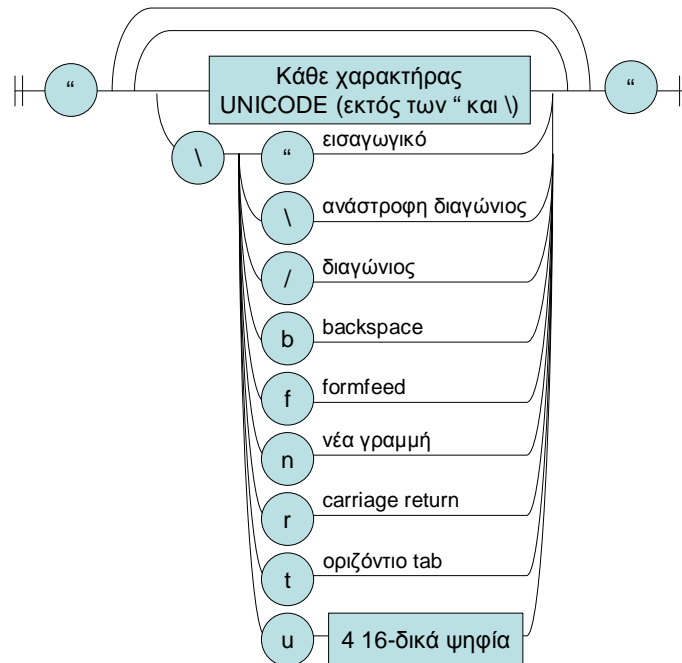 “
Κάθε χαρακτήρας
UNICODE (εκτός των “ και \)
“
\
“ εισαγωγικό
\ ανάστροφη διαγώνιος
/ διαγώνιος
b backspace
f formfeed
n νέα γραμμή
r carriage return
t οριζόντιο tab
u 4 16-δικά ψηφία